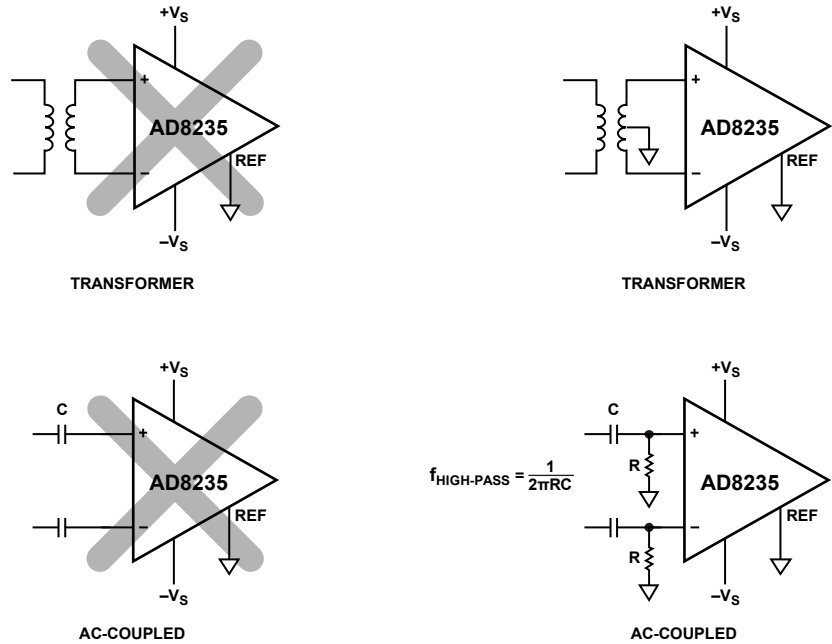 +VS
+
AD8235
REF
−
−VS
TRANSFORMER
+VS
+
AD8235
REF
−
−VS
TRANSFORMER
+VS
C
+
AD8235
REF
−
−VS
AC-COUPLED
+VS
C
+
R
fHIGH-PASS = 1/2πRC
AD8235
REF
−
R
−VS
AC-COUPLED